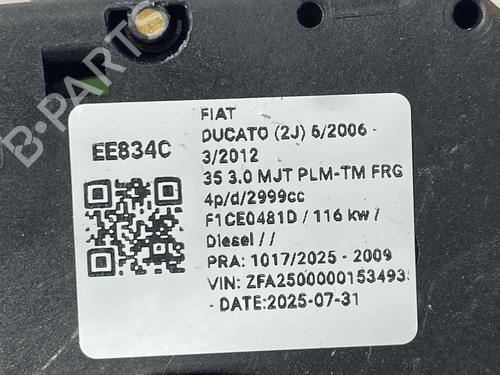 B-PARTS
EE834C
FIAT
DUCATO (2J) 6/2006 -
3/2012
35 3.0 MJT PLM-TM FRG
4p/d/2999cc
F1CE0481D / 116 kw /
Diesel / /
PRA: 1017/2025 - 2009
VIN: ZFA2500000153493
- DATE:2025-07-31